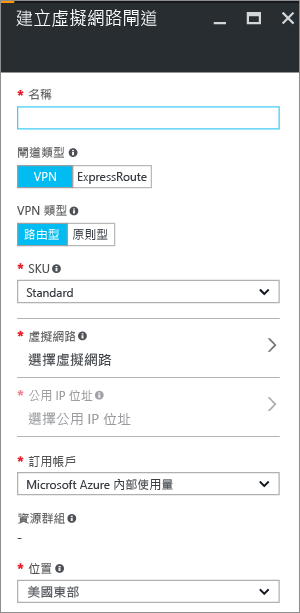 建立虛擬網路閘道
* 名稱
閘道類型
VPN ExpressRoute
VPN 類型
路由型 原則型
* SKU
Standard
* 虛擬網路
選擇虛擬網路
* 公用 IP 位址
選擇公用 IP 位址
* 訂用帳戶
Microsoft Azure 內部使用量
資源群組
-
* 位置
美國東部